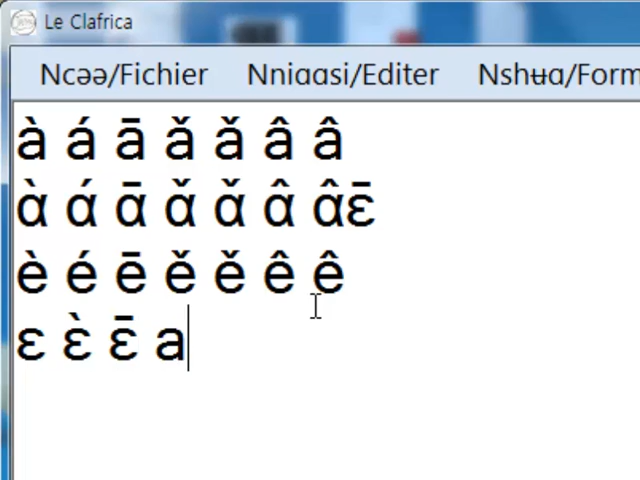 Le Clafrica
Ncəə/Fichier Nniɑɑsi/Editer Nshʉɑ/Form
à á ā ǎ ǎ â â
ɑ̀ ɑ́ ɑ̄ ɑ̌ ɑ̌ ɑ̂ ɑ̂ɛ̄
è é ē ě ě ê ê
ɛ ɛ̀ ɛ̄ a